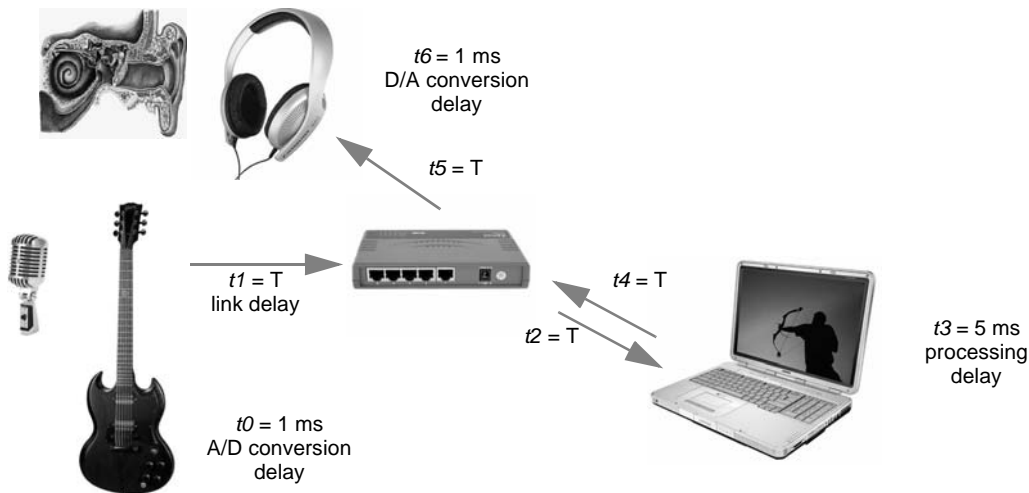 t6 = 1 ms
D/A conversion
delay
t5 = T
t1 = T
link delay
t4 = T
t2 = T
t3 = 5 ms
processing
delay
t0 = 1 ms
A/D conversion
delay